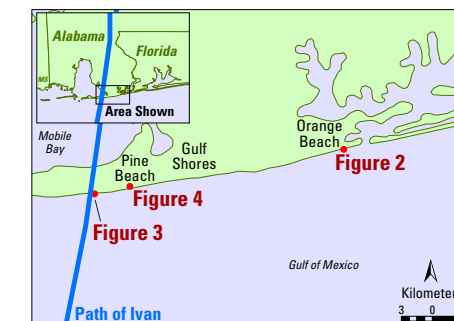 Alabama
Florida
MS
Area Shown
Mobile
Bay
Pine
Beach
Gulf
Shores
Orange
Beach
Figure 2
Figure 4
Figure 3
Gulf of Mexico
Kilometer
3 0
Path of Ivan